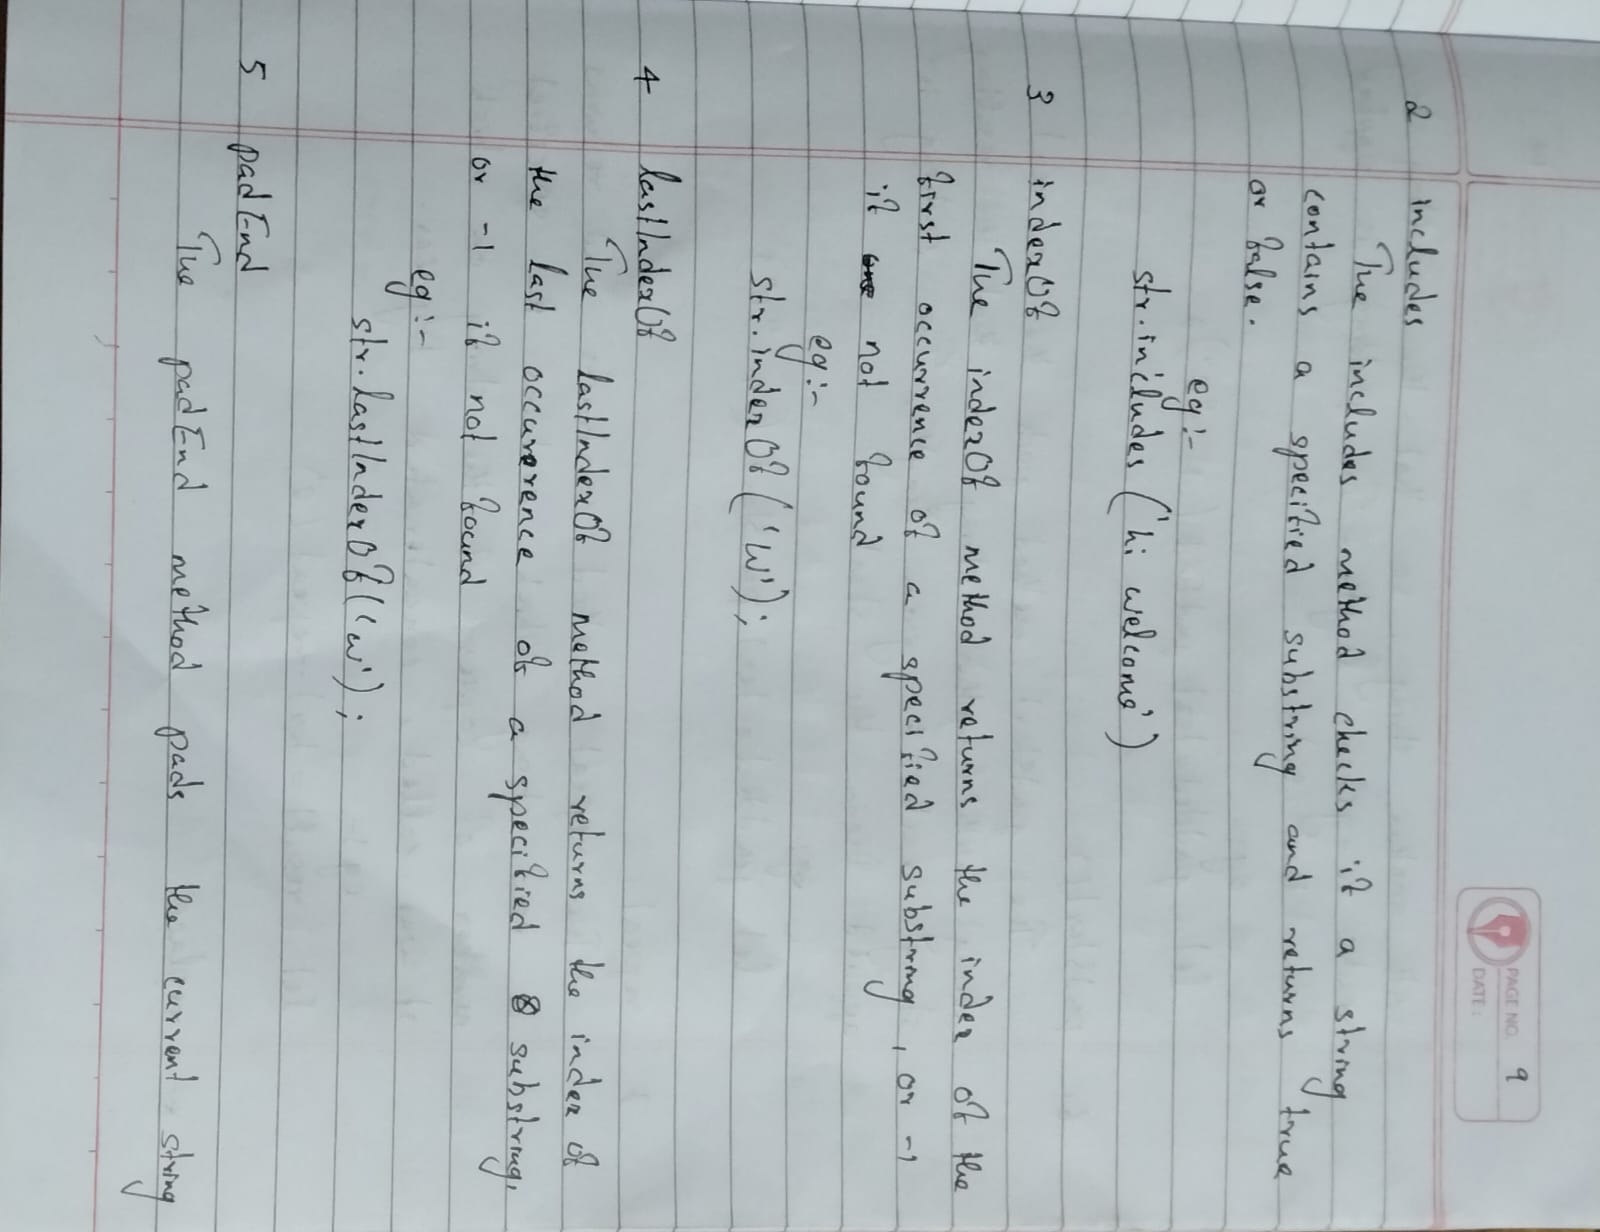 PAGE NO. 9
DATE :
2 includes
The includes method checks if a string
contains a specified substring and returns true
or false.
eg:-
str.includes ('hi welcome')
3 indexOf
The indexOf method returns the index of the
first occurrence of a specified substring, or -1
if not found
eg:-
str.indexOf ('W');
4 lastIndexOf
The lastIndexOf method returns the index of
the last occurerence of a specified substring,
or -1 if not found
eg:-
str.lastIndexOf('w');
5 padEnd
The padEnd method pads the current string